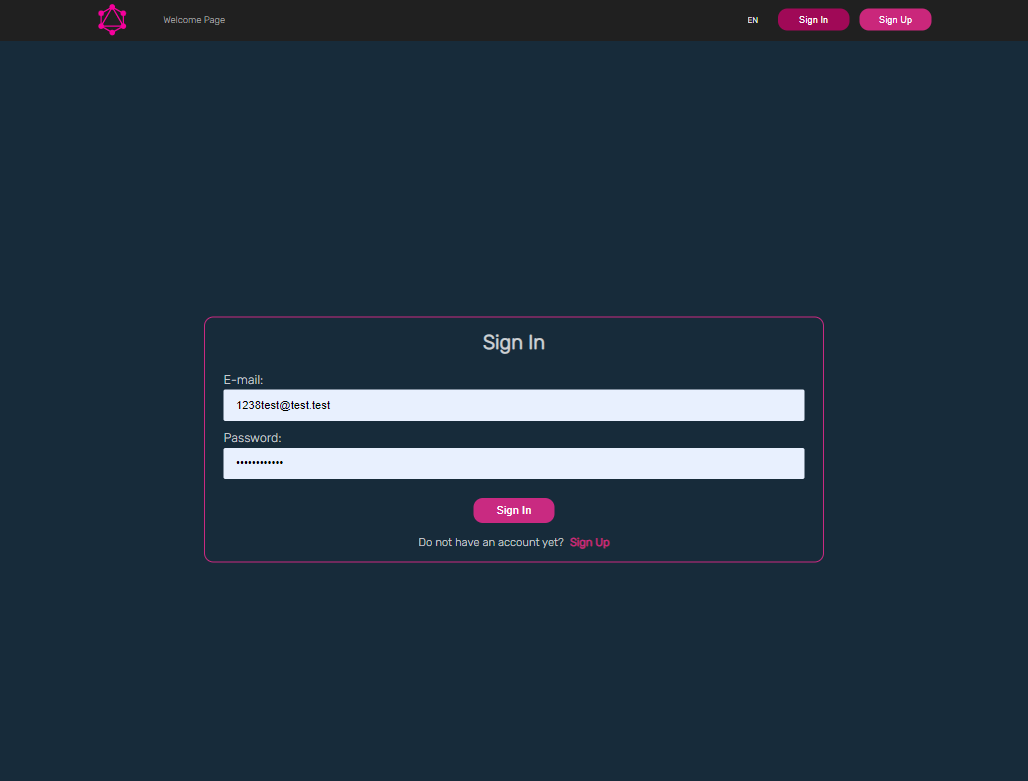 Welcome Page
EN
Sign In
Sign Up
Sign In
E-mail:
1238test@test.test
Password:
••••••••••••
Sign In
Do not have an account yet? Sign Up